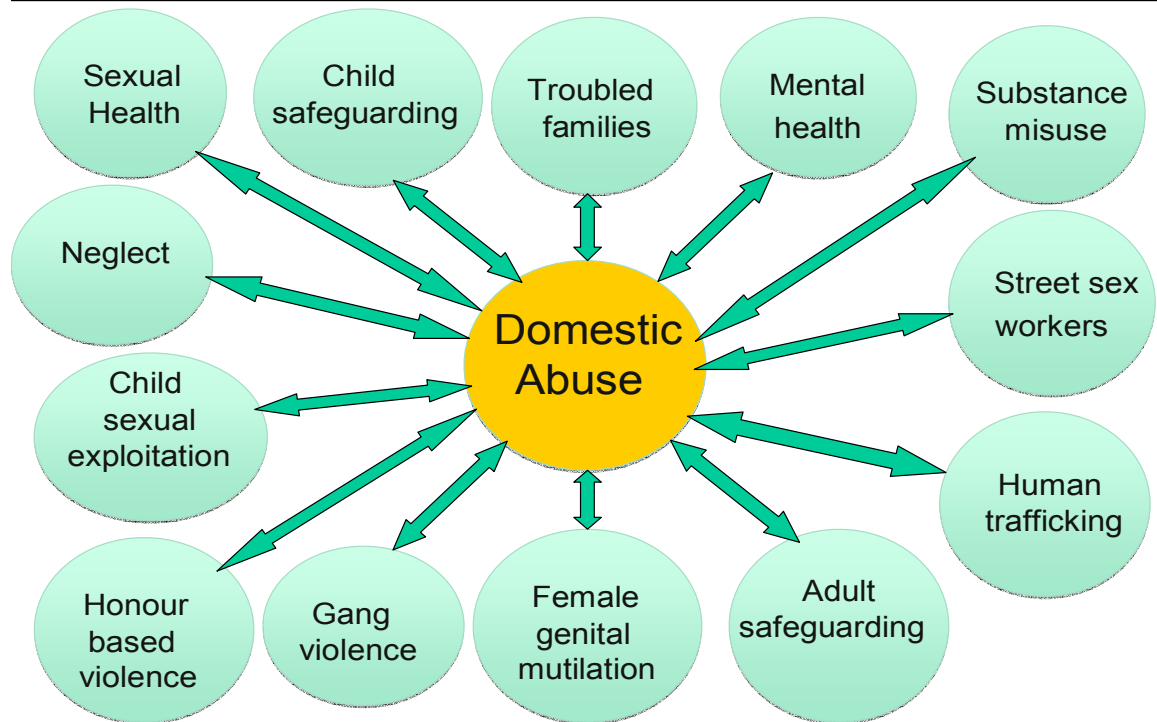 Sexual
Health
Child
safeguarding
Troubled
families
Mental
health
Substance
misuse
Neglect
Street sex
workers
Domestic
Abuse
Child
sexual
exploitation
Human
trafficking
Honour
based
violence
Gang
violence
Female
genital
mutilation
Adult
safeguarding